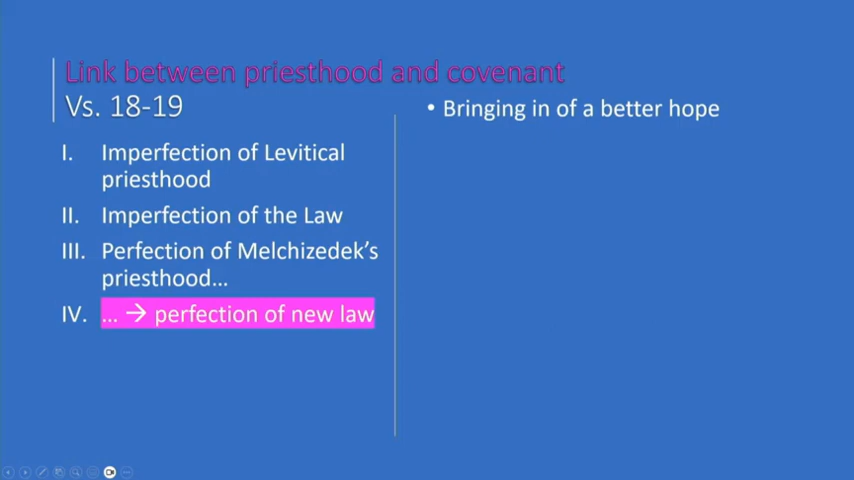 Link between priesthood and covenant
Vs. 18-19
I. Imperfection of Levitical
priesthood
II. Imperfection of the Law
III. Perfection of Melchizedek’s
priesthood…
IV. … → perfection of new law
• Bringing in of a better hope